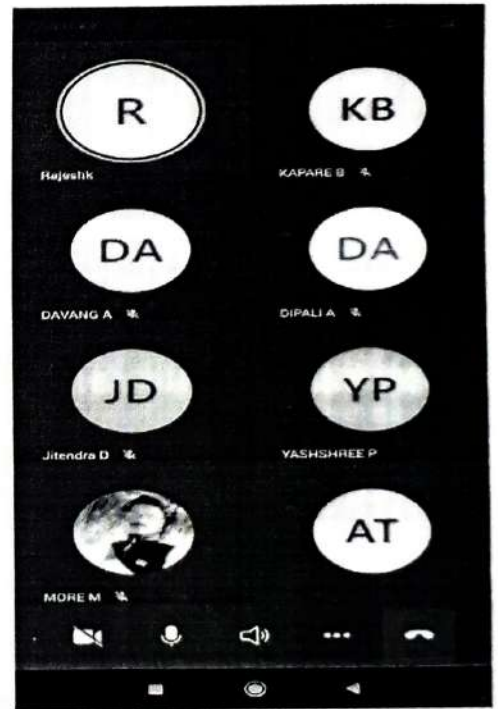 R KB
Rajeshk KAPARE B
DA DA
DAVANG A DIPALI A
JD YP
Jitendra D YASHSHREE P
MORE M AT